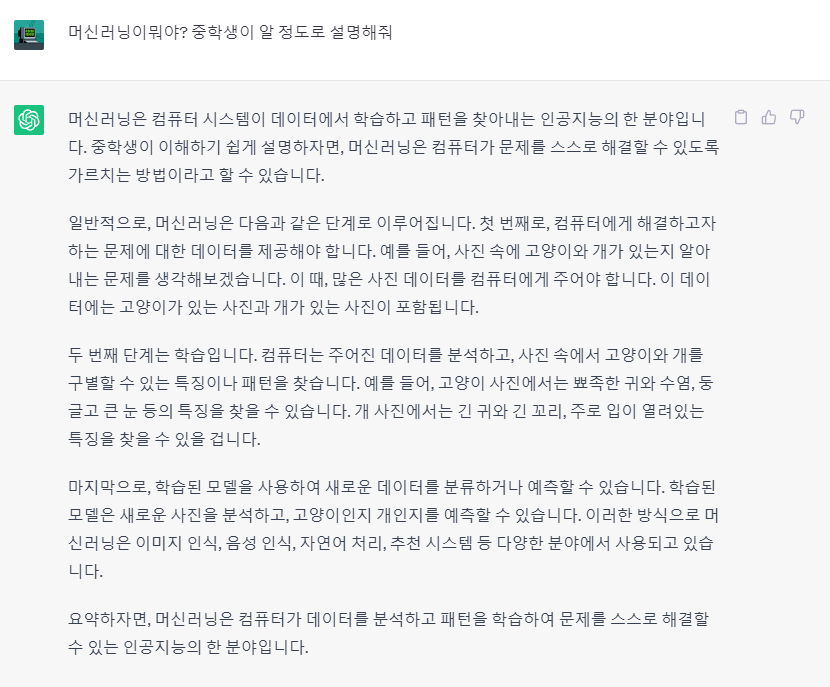 머신러닝이뭐야? 중학생이 알 정도로 설명해줘
머신러닝은 컴퓨터 시스템이 데이터에서 학습하고 패턴을 찾아내는 인공지능의 한 분야입니
다. 중학생이 이해하기 쉽게 설명하자면, 머신러닝은 컴퓨터가 문제를 스스로 해결할 수 있도록
가르치는 방법이라고 할 수 있습니다.
일반적으로, 머신러닝은 다음과 같은 단계로 이루어집니다. 첫 번째로, 컴퓨터에게 해결하고자
하는 문제에 대한 데이터를 제공해야 합니다. 예를 들어, 사진 속에 고양이와 개가 있는지 알아
내는 문제를 생각해보겠습니다. 이 때, 많은 사진 데이터를 컴퓨터에게 주어야 합니다. 이 데이
터에는 고양이가 있는 사진과 개가 있는 사진이 포함됩니다.
두 번째 단계는 학습입니다. 컴퓨터는 주어진 데이터를 분석하고, 사진 속에서 고양이와 개를
구별할 수 있는 특징이나 패턴을 찾습니다. 예를 들어, 고양이 사진에서는 뾰족한 귀와 수염, 둥
글고 큰 눈 등의 특징을 찾을 수 있습니다. 개 사진에서는 긴 귀와 긴 꼬리, 주로 입이 열려있는
특징을 찾을 수 있을 겁니다.
마지막으로, 학습된 모델을 사용하여 새로운 데이터를 분류하거나 예측할 수 있습니다. 학습된
모델은 새로운 사진을 분석하고, 고양이인지 개인지를 예측할 수 있습니다. 이러한 방식으로 머
신러닝은 이미지 인식, 음성 인식, 자연어 처리, 추천 시스템 등 다양한 분야에서 사용되고 있습
니다.
요약하자면, 머신러닝은 컴퓨터가 데이터를 분석하고 패턴을 학습하여 문제를 스스로 해결할
수 있는 인공지능의 한 분야입니다.